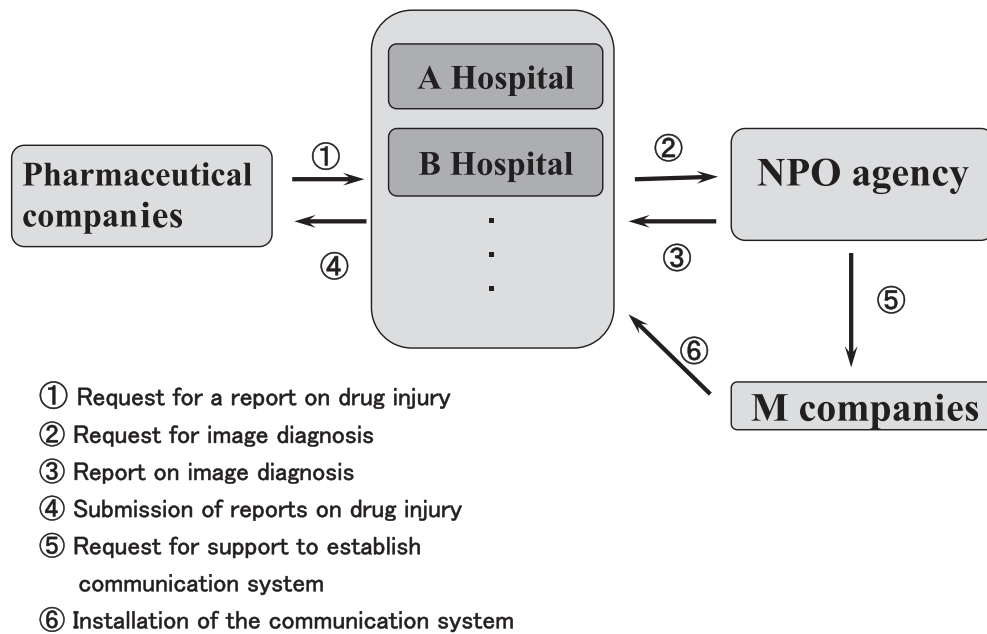 A Hospital
B Hospital
Pharmaceutical
companies
NPO agency
M companies
①
②
③
④
⑤
⑥
① Request for a report on drug injury
② Request for image diagnosis
③ Report on image diagnosis
④ Submission of reports on drug injury
⑤ Request for support to establish
communication system
⑥ Installation of the communication system